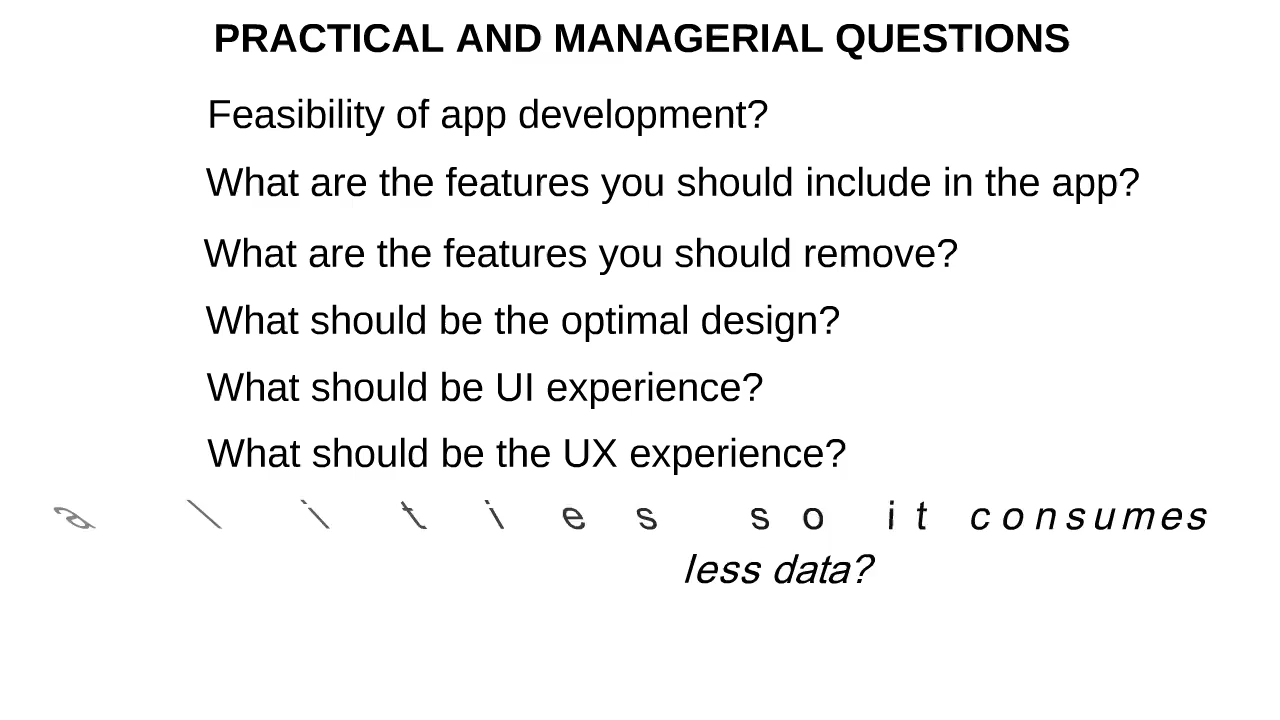 PRACTICAL AND MANAGERIAL QUESTIONS
Feasibility of app development?
What are the features you should include in the app?
What are the features you should remove?
What should be the optimal design?
What should be UI experience?
What should be the UX experience?
alities so it consumes
less data?